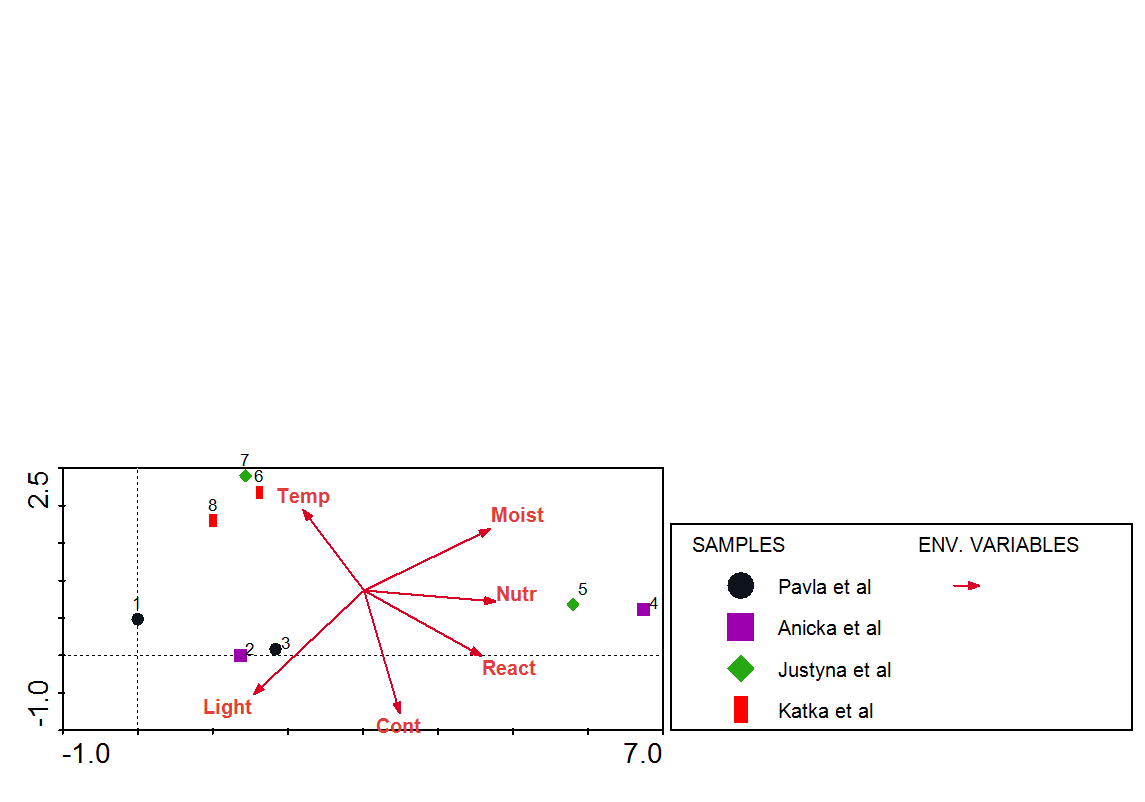 7
6
2.5
Temp
8
Moist
SAMPLES ENV. VARIABLES
Nutr
5
Pavla et al
1
4
Anicka et al
2
3
React
Justyna et al
-1.0
Light
Cont
Katka et al
-1.0
7.0